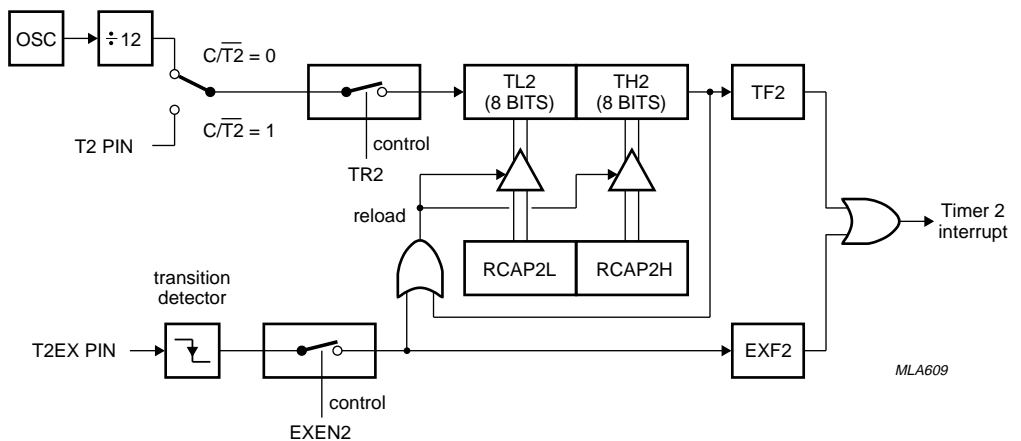 OSC
÷ 12
C/T2̅ = 0
C/T2̅ = 1
T2 PIN
control
TR2
TL2
(8 BITS)
TH2
(8 BITS)
TF2
reload
RCAP2L
RCAP2H
Timer 2
interrupt
transition
detector
T2EX PIN
control
EXEN2
EXF2
MLA609